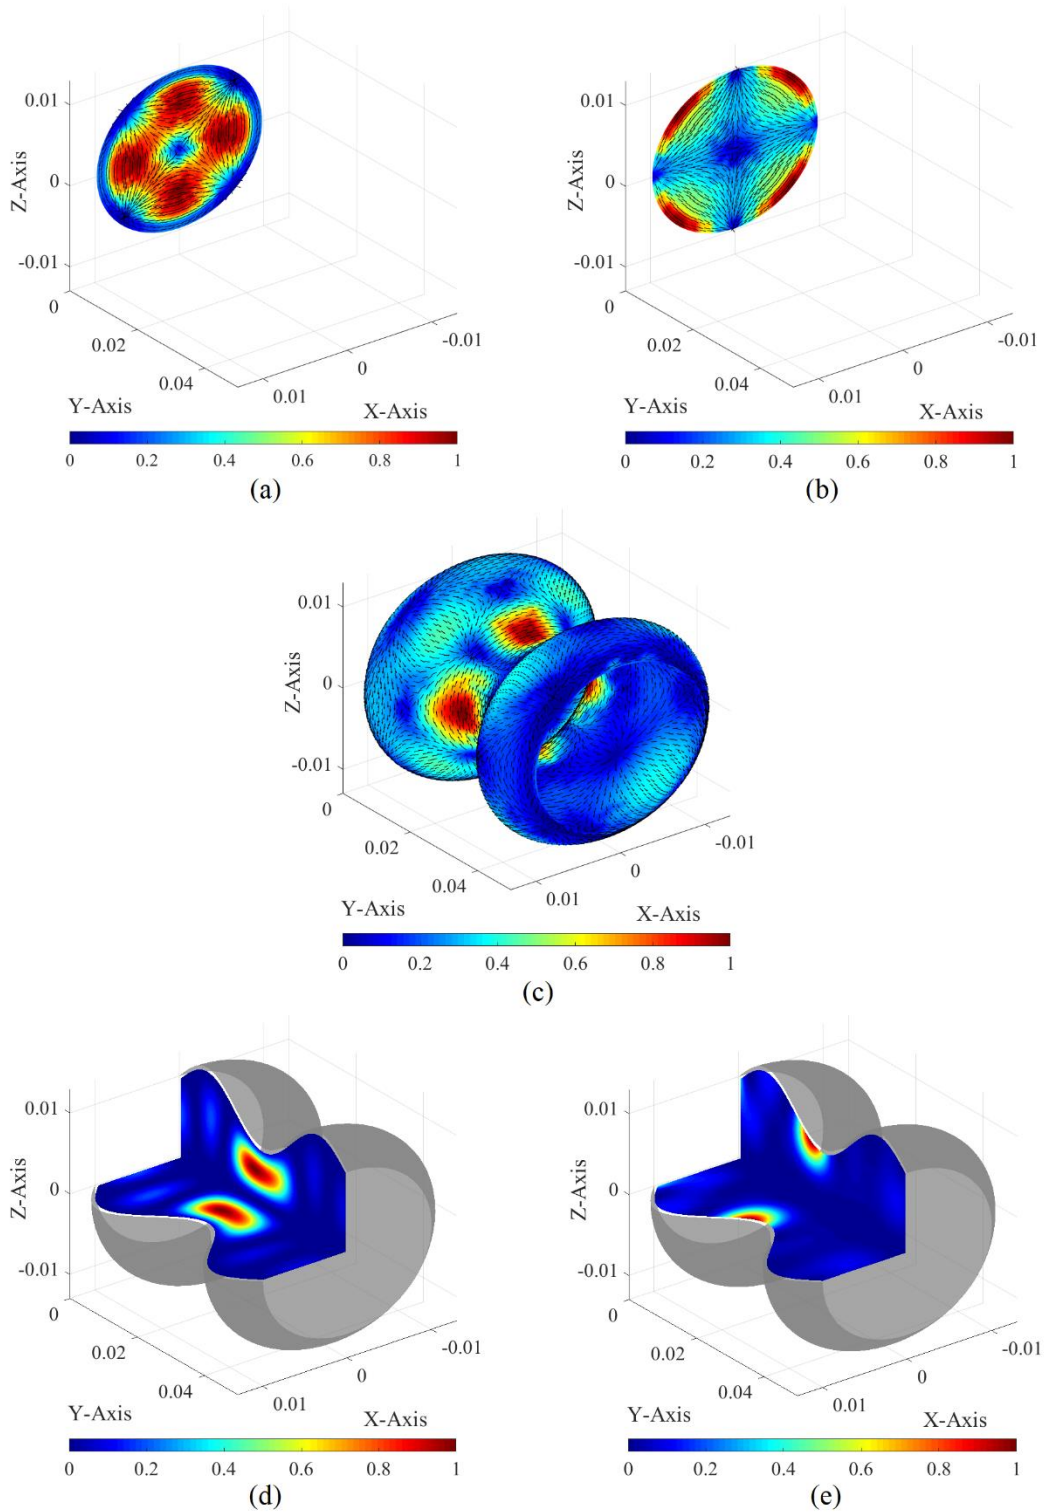 0.01 0.01
Z-Axis Z-Axis
0 0
-0.01 -0.01
0 0
0.02 -0.01 0.02 -0.01
0.04 0 0.04 0
0.01 0.01
Y-Axis X-Axis Y-Axis X-Axis
0 0.2 0.4 0.6 0.8 1 0 0.2 0.4 0.6 0.8 1
(a) (b)
0.01
Z-Axis
0
-0.01
0
0.02 -0.01
0.04 0
0.01
Y-Axis X-Axis
0 0.2 0.4 0.6 0.8 1
(c)
0.01 0.01
Z-Axis Z-Axis
0 0
-0.01 -0.01
0 0
0.02 -0.01 0.02 -0.01
0.04 0 0.04 0
0.01 0.01
Y-Axis X-Axis Y-Axis X-Axis
0 0.2 0.4 0.6 0.8 1 0 0.2 0.4 0.6 0.8 1
(d) (e)